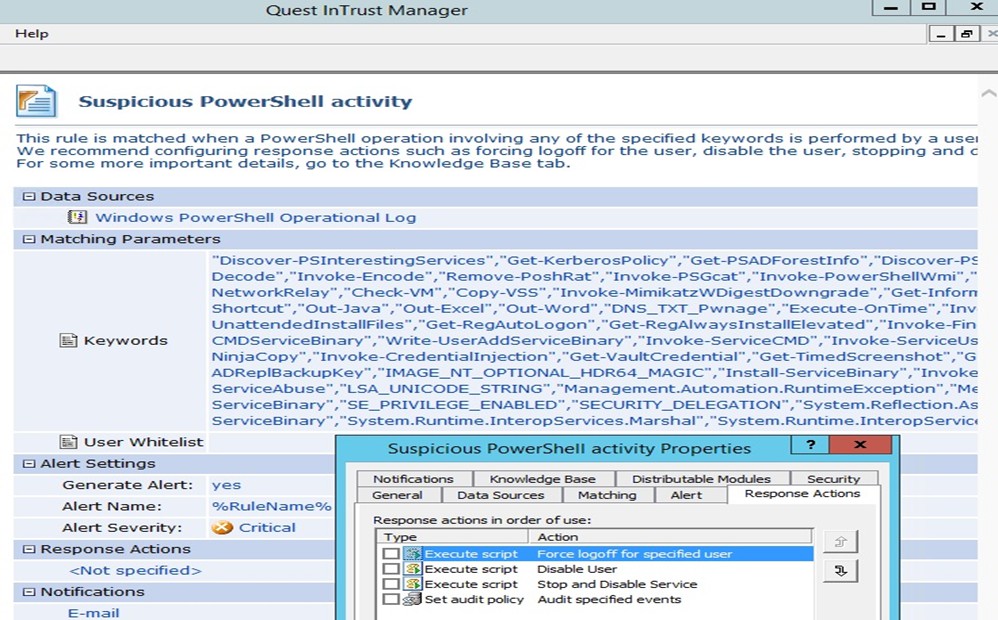 Quest InTrust Manager
Help
Suspicious PowerShell activity
This rule is matched when a PowerShell operation involving any of the specified keywords is performed by a user
We recommend configuring response actions such as forcing logoff for the user, disable the user, stopping and
For some more important details, go to the Knowledge Base tab.
Data Sources
Windows PowerShell Operational Log
Matching Parameters
Keywords
"Discover-PSInterestingServices","Get-KerberosPolicy","Get-PSADForestInfo","Discover-PS
Decode","Invoke-Encode","Remove-PoshRat","Invoke-PSGcat","Invoke-PowerShellWmi","
NetworkRelay","Check-VM","Copy-VSS","Invoke-MimikatzWDigestDowngrade","Get-Inform
Shortcut","Out-Java","Out-Excel","Out-Word","DNS_TXT_Pwnage","Execute-OnTime","Inv
UnattendedInstallFiles","Get-RegAutoLogon","Get-RegAlwaysInstallElevated","Invoke-Fin
CMDServiceBinary","Write-UserAddServiceBinary","Invoke-ServiceCMD","Invoke-ServiceUs
NinjaCopy","Invoke-CredentialInjection","Get-VaultCredential","Get-TimedScreenshot","G
ADReplBackupKey","IMAGE_NT_OPTIONAL_HDR64_MAGIC","Install-ServiceBinary","Invoke
ServiceAbuse","LSA_UNICODE_STRING","Management.Automation.RuntimeException","Me
ServiceBinary","SE_PRIVILEGE_ENABLED","SECURITY_DELEGATION","System.Reflection.As
ServiceBinary","System.Runtime.InteropServices.Marshal","System.Runtime.InteropService
User Whitelist
Alert Settings
Generate Alert: yes
Alert Name: %RuleName%
Alert Severity: Critical
Response Actions
<Not specified>
Notifications
E-mail
Suspicious PowerShell activity Properties
?
Notifications Knowledge Base Distributable Modules Security
General Data Sources Matching Alert Response Actions
Response actions in order of use:
Type Action
Execute script Force logoff for specified user
Execute script Disable User
Execute script Stop and Disable Service
Set audit policy Audit specified events